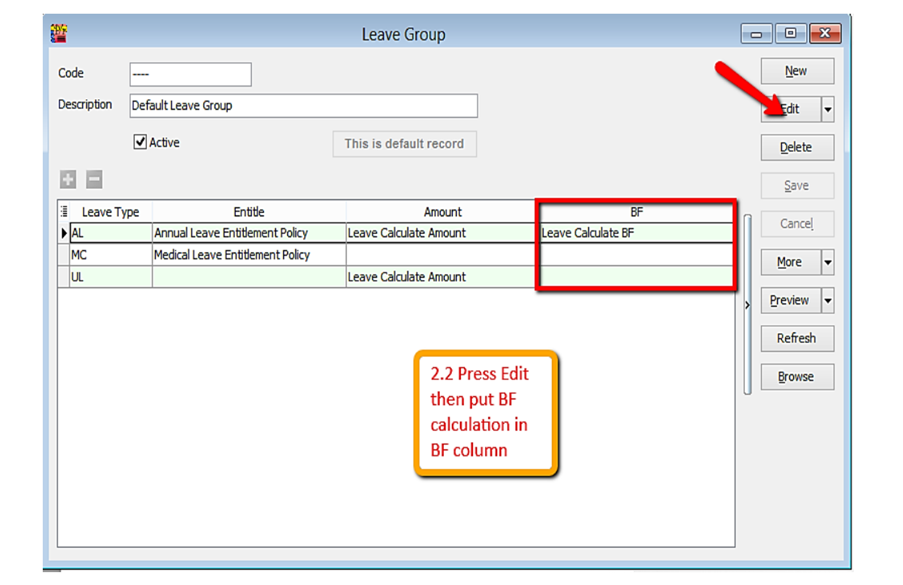 Leave Group
Code ----
New
Description Default Leave Group
Edit
Active This is default record
Delete
Save
Leave Type Entitle Amount BF
Cancel
AL Annual Leave Entitlement Policy Leave Calculate Amount Leave Calculate BF
MC Medical Leave Entitlement Policy
More
UL Leave Calculate Amount
Preview
Refresh
Browse
2.2 Press Edit
then put BF
calculation in
BF column